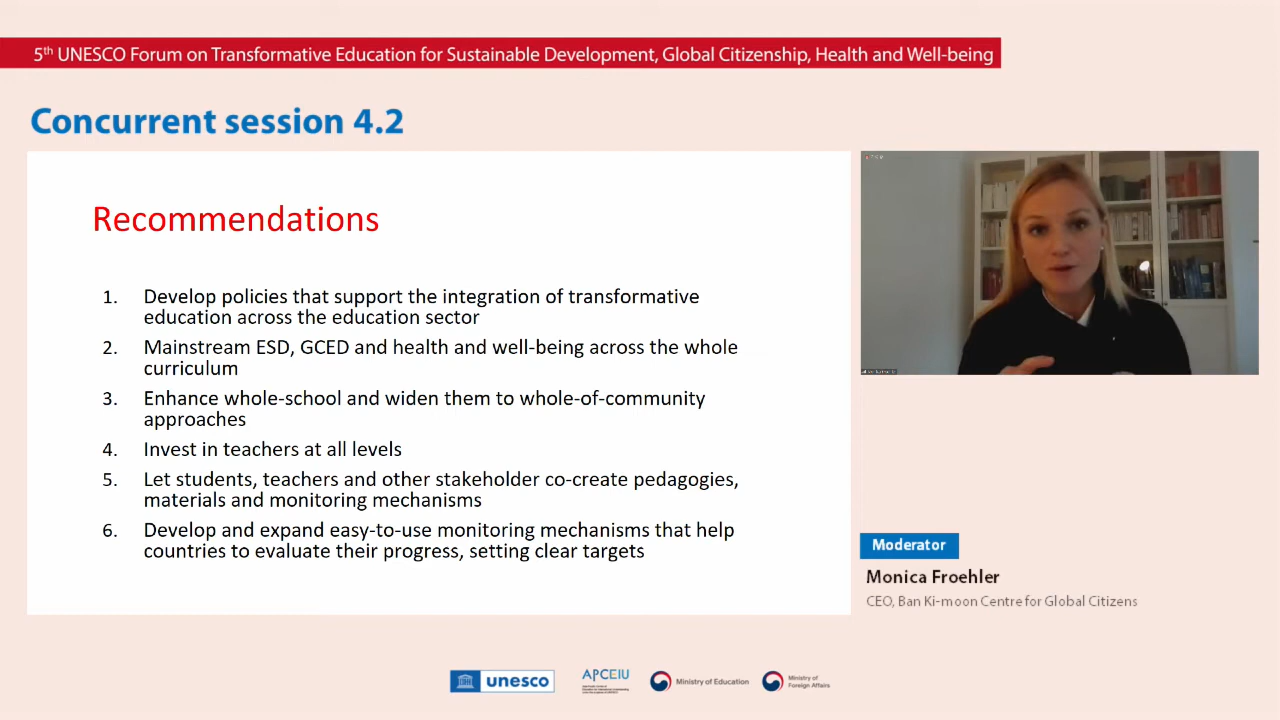 5th UNESCO Forum on Transformative Education for Sustainable Development, Global Citizenship, Health and Well-being
Concurrent session 4.2
Recommendations
1. Develop policies that support the integration of transformative
education across the education sector
2. Mainstream ESD, GCED and health and well-being across the whole
curriculum
3. Enhance whole-school and widen them to whole-of-community
approaches
4. Invest in teachers at all levels
5. Let students, teachers and other stakeholder co-create pedagogies,
materials and monitoring mechanisms
6. Develop and expand easy-to-use monitoring mechanisms that help
countries to evaluate their progress, setting clear targets
Moderator
Monica Froehler
CEO, Ban Ki-moon Centre for Global Citizens
unesco
APCEIU
Ministry of Education
Ministry of
Foreign Affairs